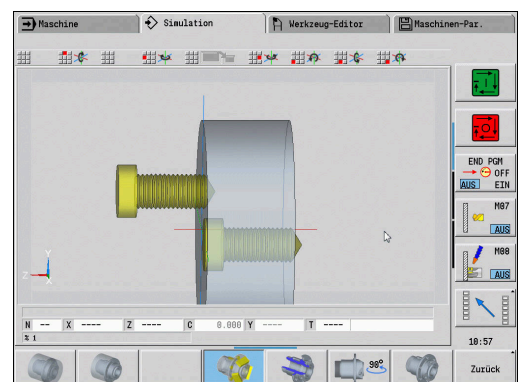 Maschine Simulation Werkzeug-Editor Maschinen-Par.
END PGM
OFF
AUS EIN
M07
AUS
M08
AUS
Y
Z
X
N -- X ---- Z ---- C 0.000 Y ---- T ----
% 1
18:57
98°
Zurück